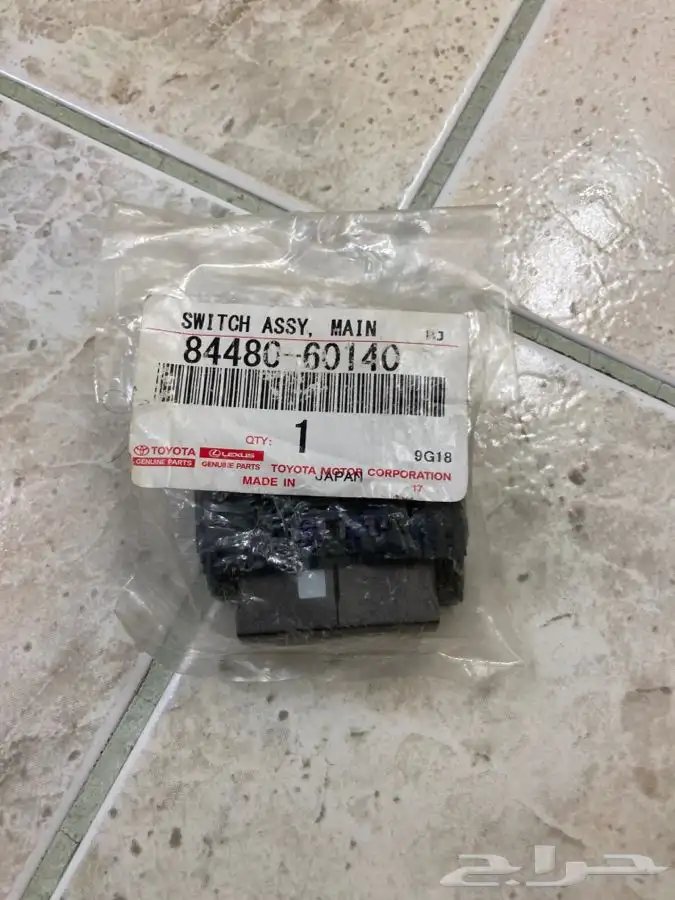 SWITCH ASSY, MAIN
84480-60140
QTY: 1
9G18
TOYOTA LEXUS
GENUINE PARTS GENUINE PARTS TOYOTA MOTOR CORPORATION
MADE IN JAPAN
17
حراج